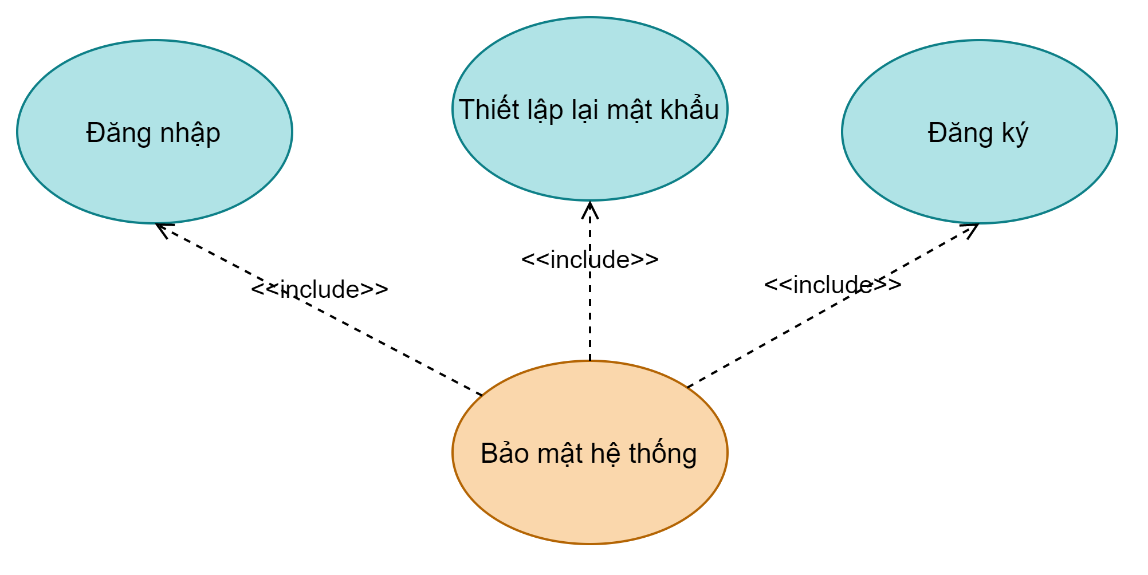 Đăng nhập
Thiết lập lại mật khẩu
Đăng ký
<<include>>
<<include>>
<<include>>
Bảo mật hệ thống